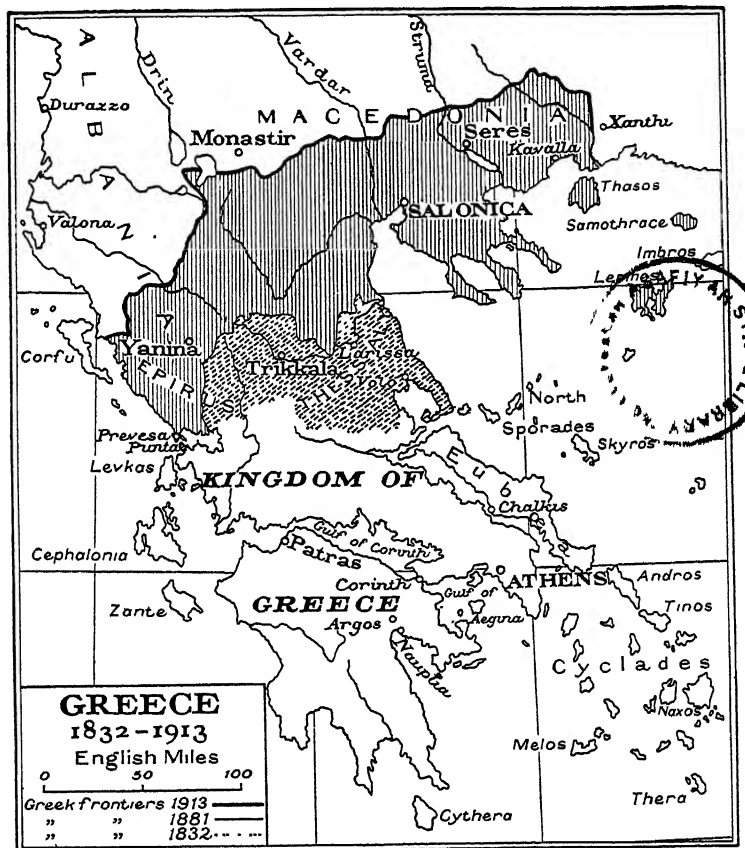 ALBANIA
Durazzo
Drin
Vardar
Struma
MACEDONIA
Monastir
Seres
Xanthi
Kavalla
Thasos
SALONICA
Samothrace
Valona
Imbros
Lemnos
Corfu
Yanina
EPIRUS
Trikkala
Larissa
Volo
North
Sporades
Skyros
Prevesa
Punta
Levkas
KINGDOM OF
Eub
Chalkis
Cephalonia
Gulf of Corinth
Patras
Corinth
ATHENS
Andros
Gulf of
Aegina
Tinos
Zante
GREECE
Argos
Nauplia
Cyclades
Naxos
Melos
Thera
Cythera
GREECE
1832-1913
English Miles
0 50 100
Greek frontiers 1913
„ „ 1881
„ „ 1832
LIBRARY